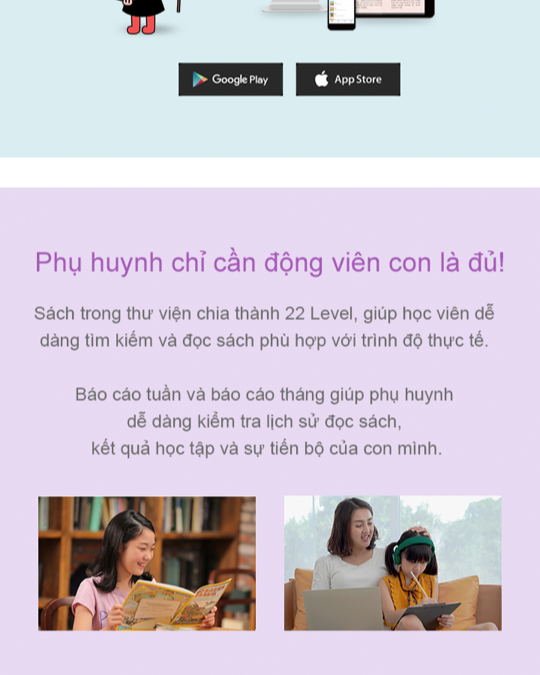 Google Play
App Store
Phụ huynh chỉ cần động viên con là đủ!
Sách trong thư viện chia thành 22 Level, giúp học viên dễ
dàng tìm kiếm và đọc sách phù hợp với trình độ thực tế.
Báo cáo tuần và báo cáo tháng giúp phụ huynh
dễ dàng kiểm tra lịch sử đọc sách,
kết quả học tập và sự tiến bộ của con mình.